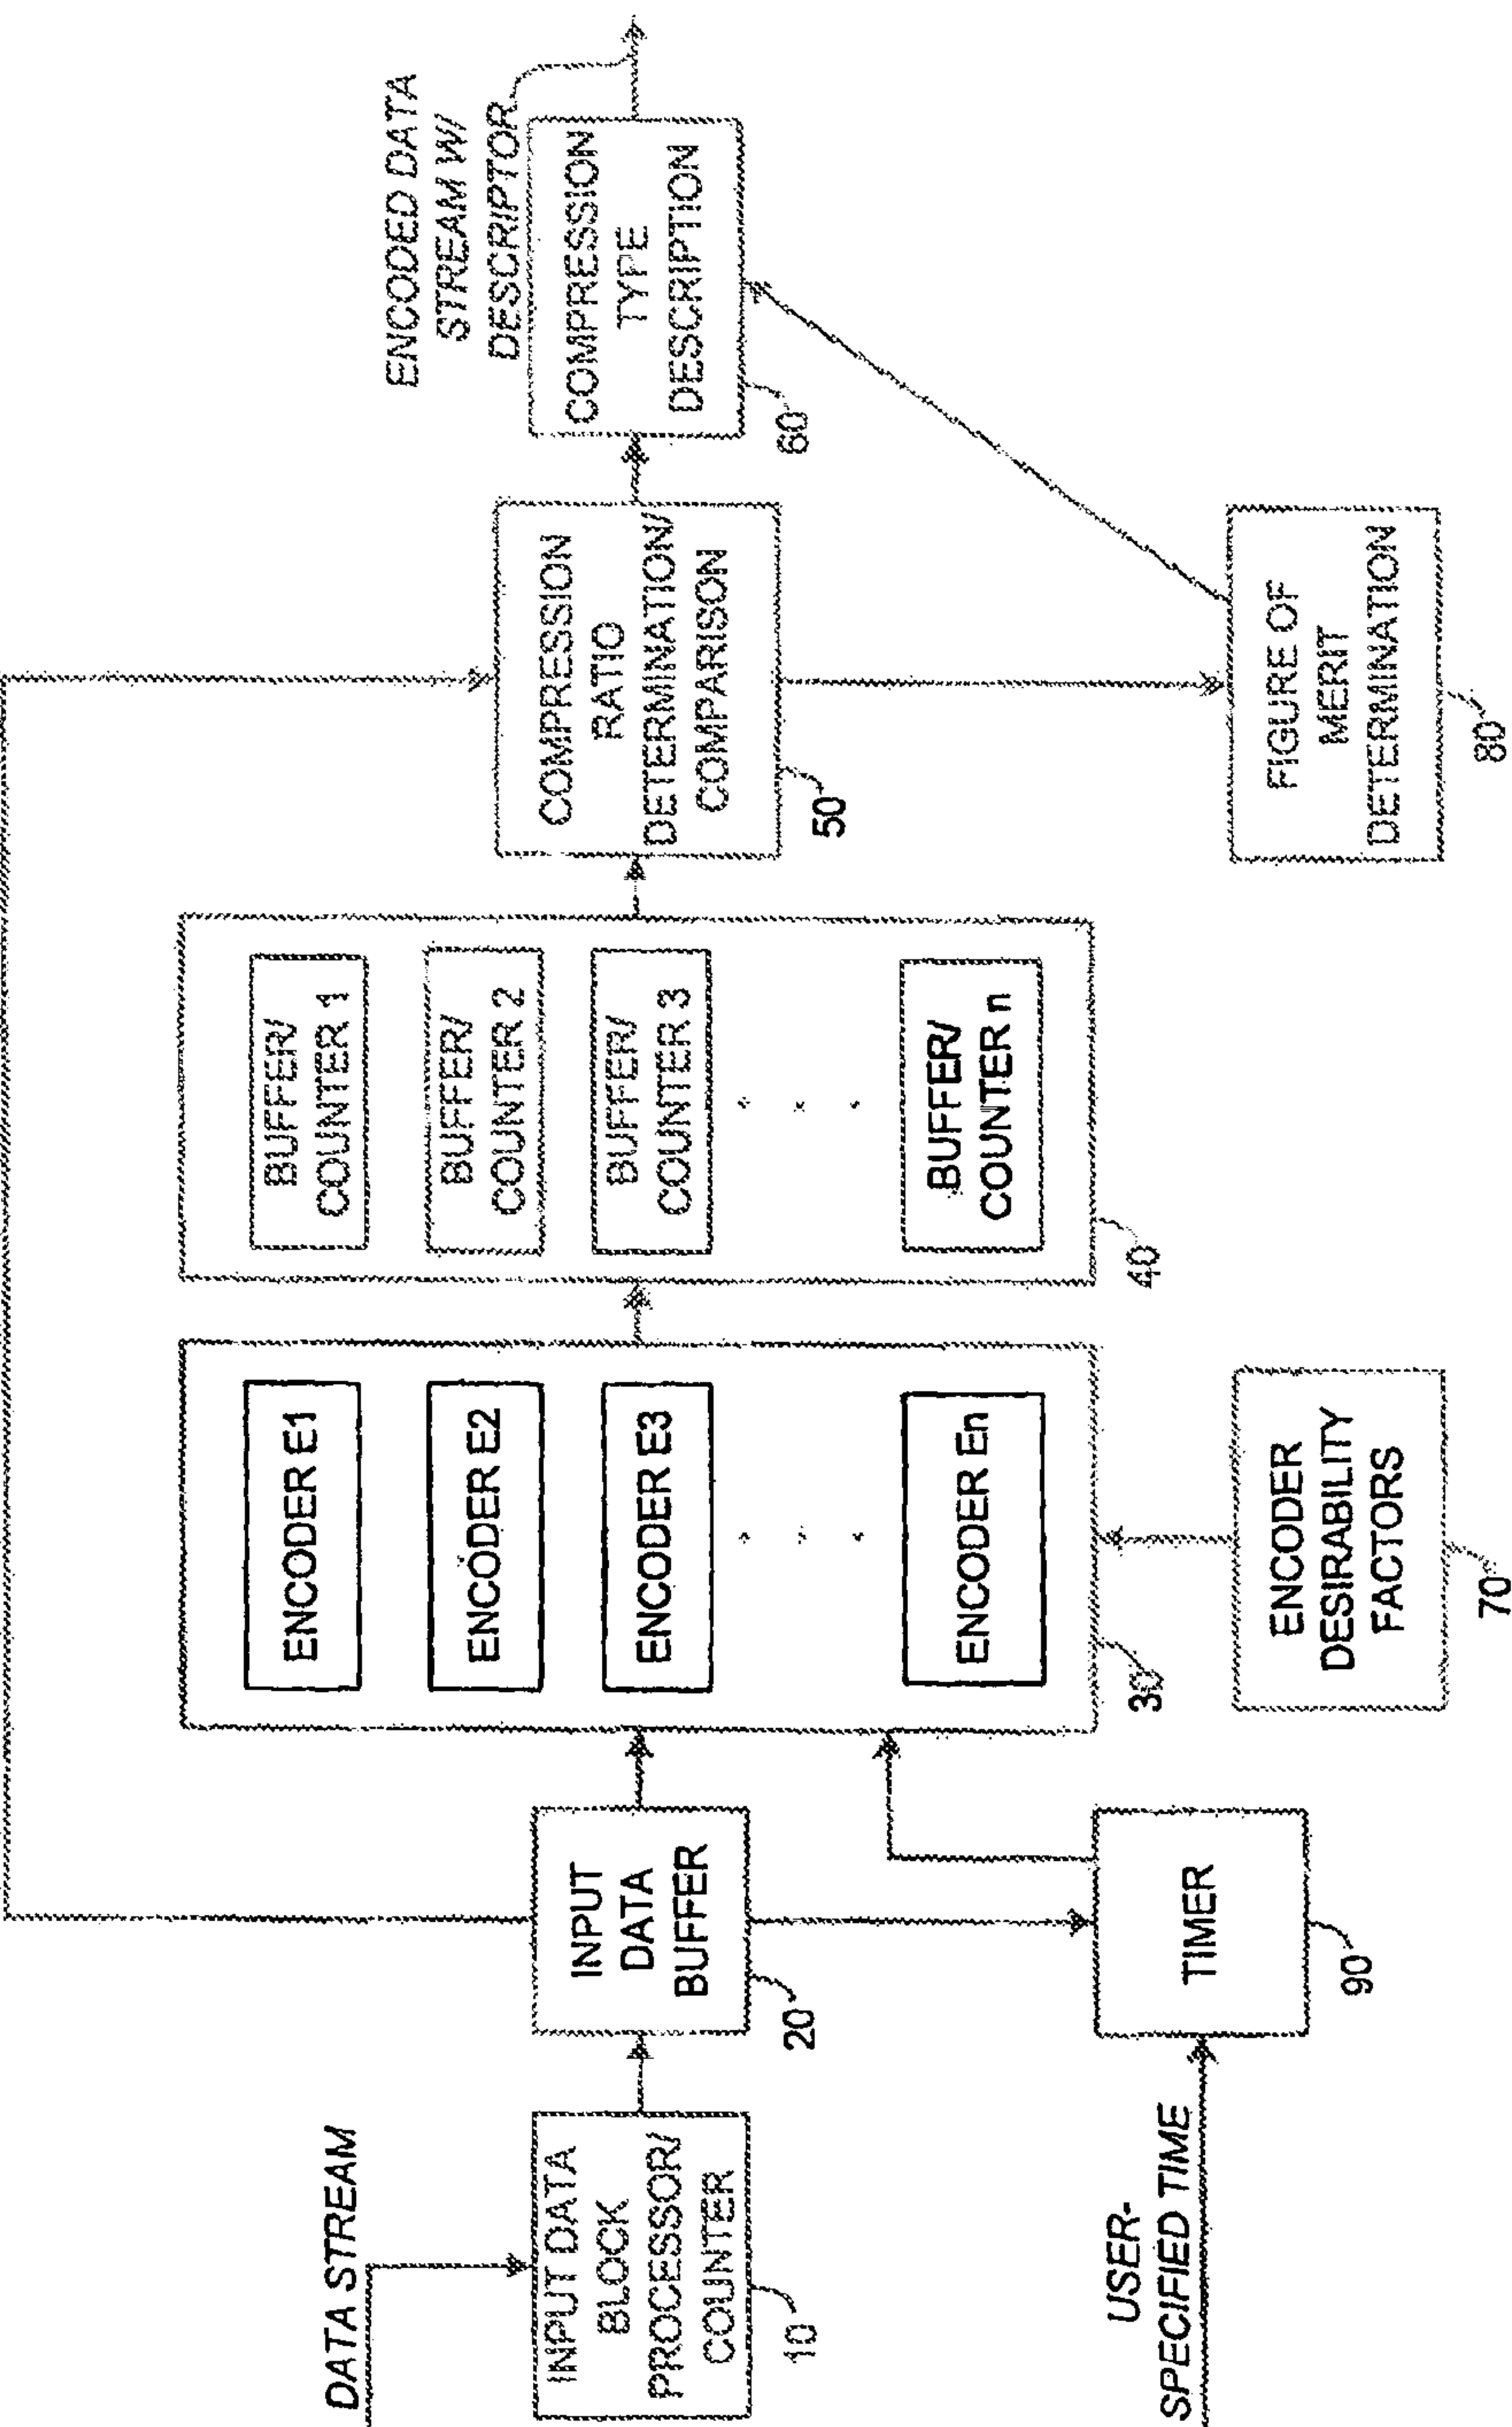 DATA STREAM
INPUT DATA
BLOCK
PROCESSOR/
COUNTER
10
INPUT
DATA
BUFFER
20
USER-
SPECIFIED TIME
TIMER
90
ENCODER E1
ENCODER E2
ENCODER E3
. . .
ENCODER En
30
ENCODER
DESIRABILITY
FACTORS
70
BUFFER/
COUNTER 1
BUFFER/
COUNTER 2
BUFFER/
COUNTER 3
. . .
BUFFER/
COUNTER n
40
COMPRESSION
RATIO
DETERMINATION/
COMPARISON
50
FIGURE OF
MERIT
DETERMINATION
80
COMPRESSION
TYPE
DESCRIPTION
60
ENCODED DATA
STREAM W/
DESCRIPTOR